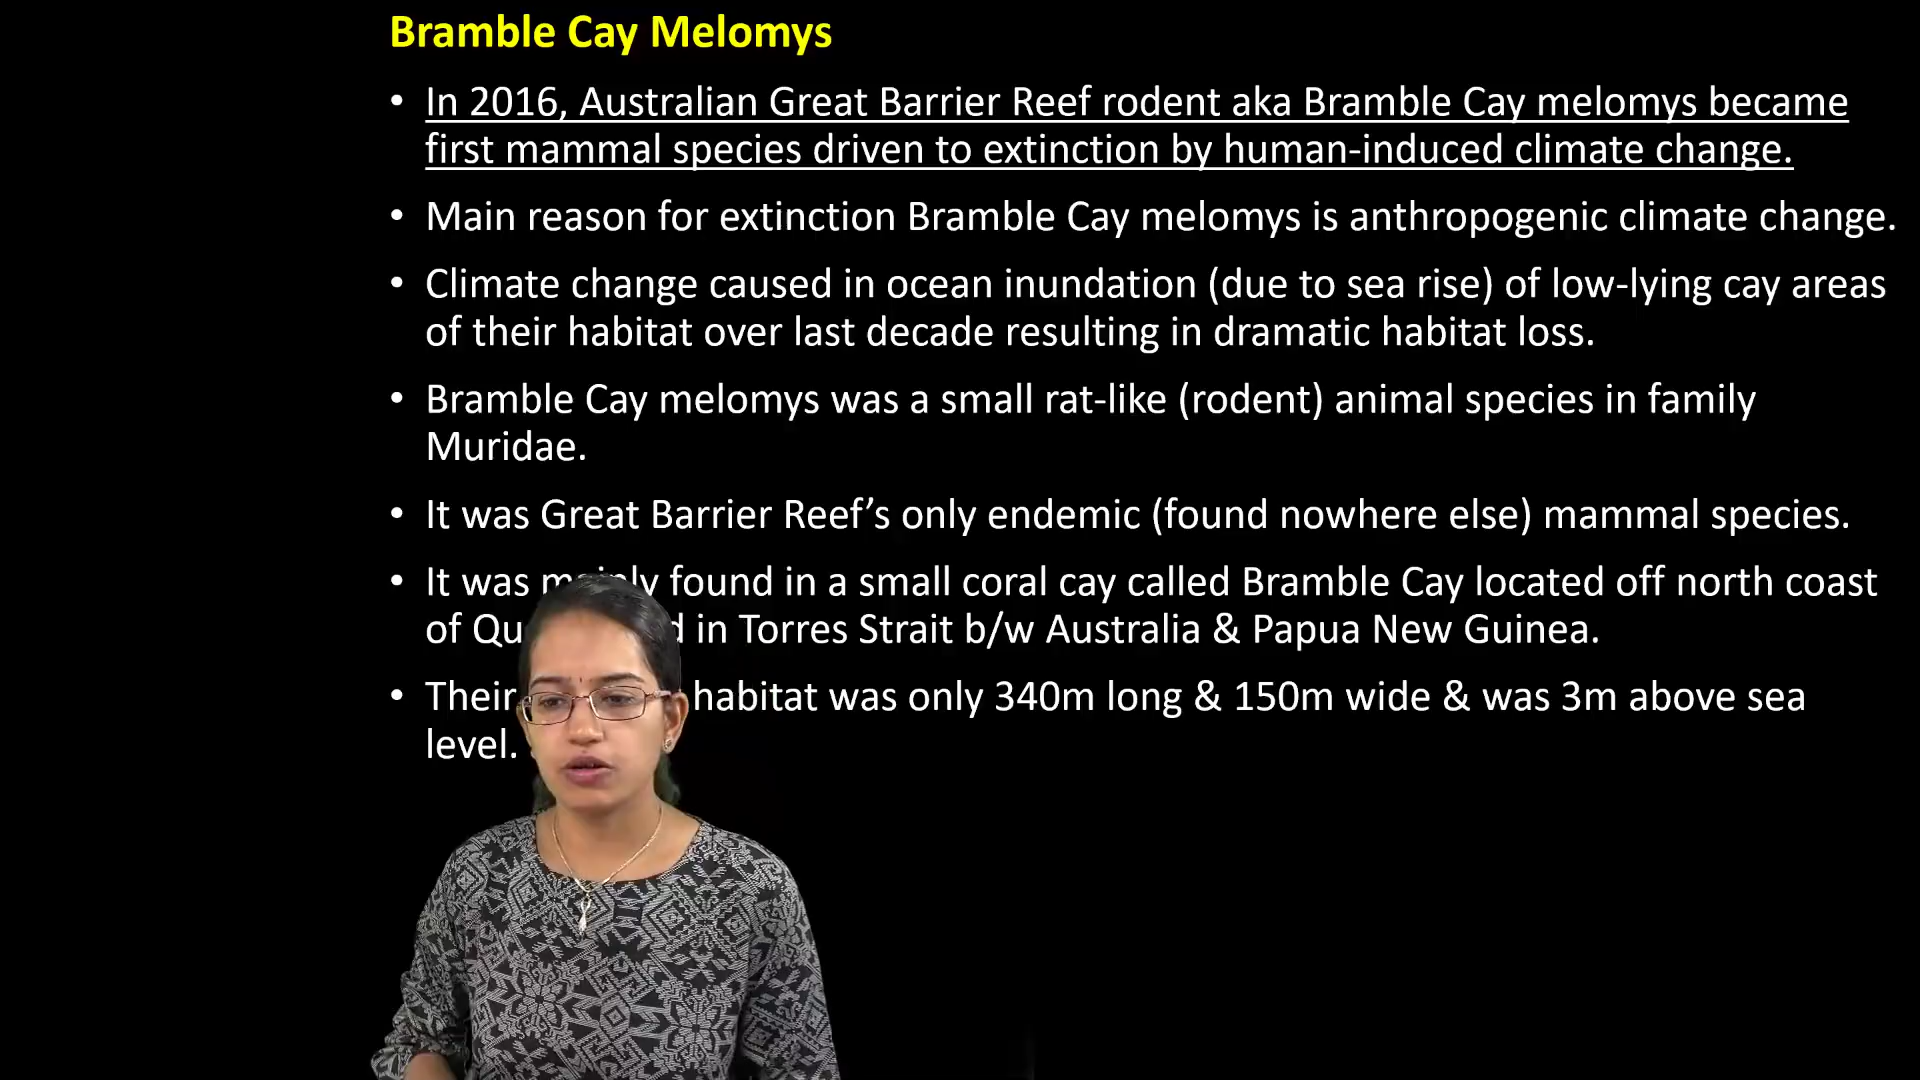 Bramble Cay Melomys
• In 2016, Australian Great Barrier Reef rodent aka Bramble Cay melomys became
first mammal species driven to extinction by human-induced climate change.
• Main reason for extinction Bramble Cay melomys is anthropogenic climate change.
• Climate change caused in ocean inundation (due to sea rise) of low-lying cay areas
of their habitat over last decade resulting in dramatic habitat loss.
• Bramble Cay melomys was a small rat-like (rodent) animal species in family
Muridae.
• It was Great Barrier Reef’s only endemic (found nowhere else) mammal species.
• It was mainly found in a small coral cay called Bramble Cay located off north coast
of in Torres Strait b/w Australia & Papua New Guinea.
• Their habitat was only 340m long & 150m wide & was 3m above sea
level.